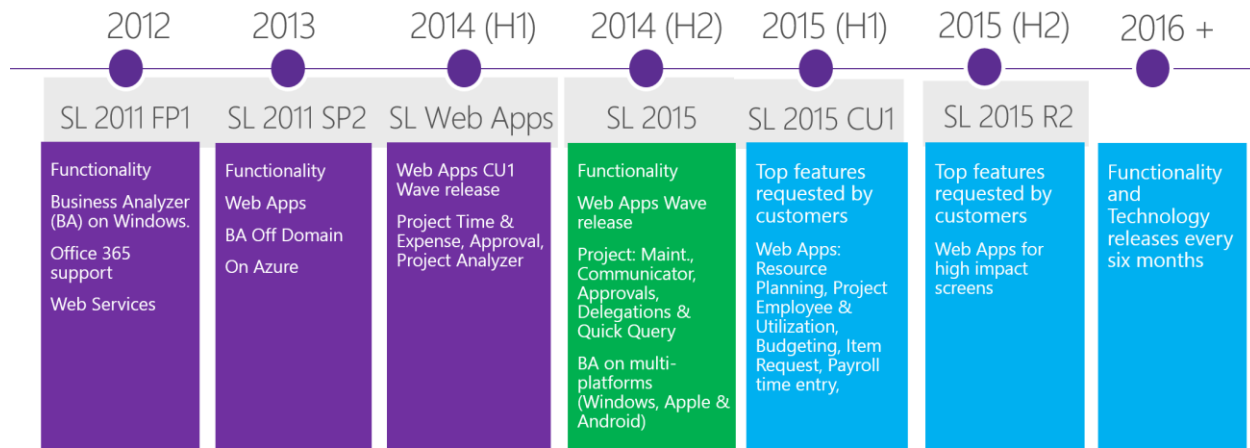 2012
2013
2014 (H1)
2014 (H2)
2015 (H1)
2015 (H2)
2016 +
SL 2011 FP1
SL 2011 SP2
SL Web Apps
SL 2015
SL 2015 CU1
SL 2015 R2
Functionality
Business Analyzer
(BA) on Windows.
Office 365
support
Web Services
Functionality
Web Apps
BA Off Domain
On Azure
Web Apps CU1
Wave release
Project Time &
Expense, Approval,
Project Analyzer
Functionality
Web Apps Wave
release
Project: Maint.,
Communicator,
Approvals,
Delegations &
Quick Query
BA on multi-
platforms
(Windows, Apple &
Android)
Top features
requested by
customers
Web Apps:
Resource
Planning, Project
Employee &
Utilization,
Budgeting, Item
Request, Payroll
time entry,
Top features
requested by
customers
Web Apps for
high impact
screens
Functionality
and
Technology
releases every
six months